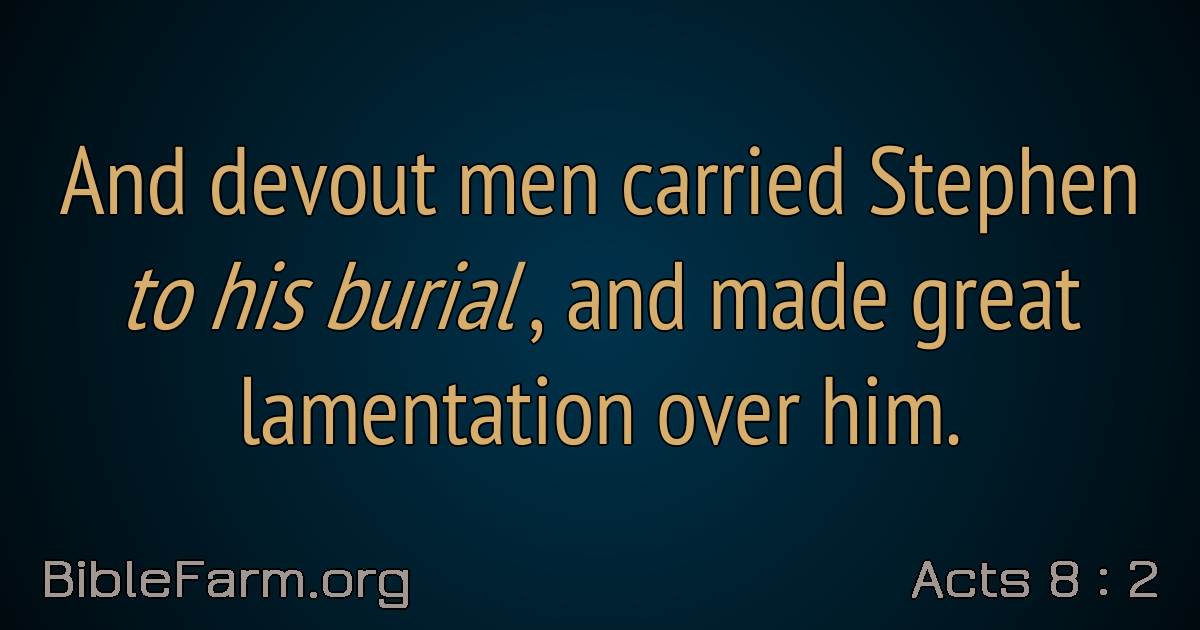 And devout men carried Stephen
to his burial, and made great
lamentation over him.
BibleFarm.org
Acts 8 : 2